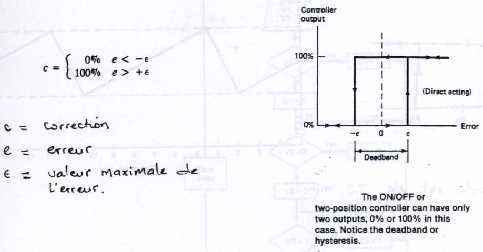 c = { 0% e < −ϵ
100% e > +ϵ
c = correction
e = erreur
ϵ = valeur maximale de
l'erreur.
Controller
output
100%
(Direct acting)
0%
Error
−ϵ 0 ϵ
Deadband
The ON/OFF or
two-position controller can have only
two outputs, 0% or 100% in this
case. Notice the deadband or
hysteresis.